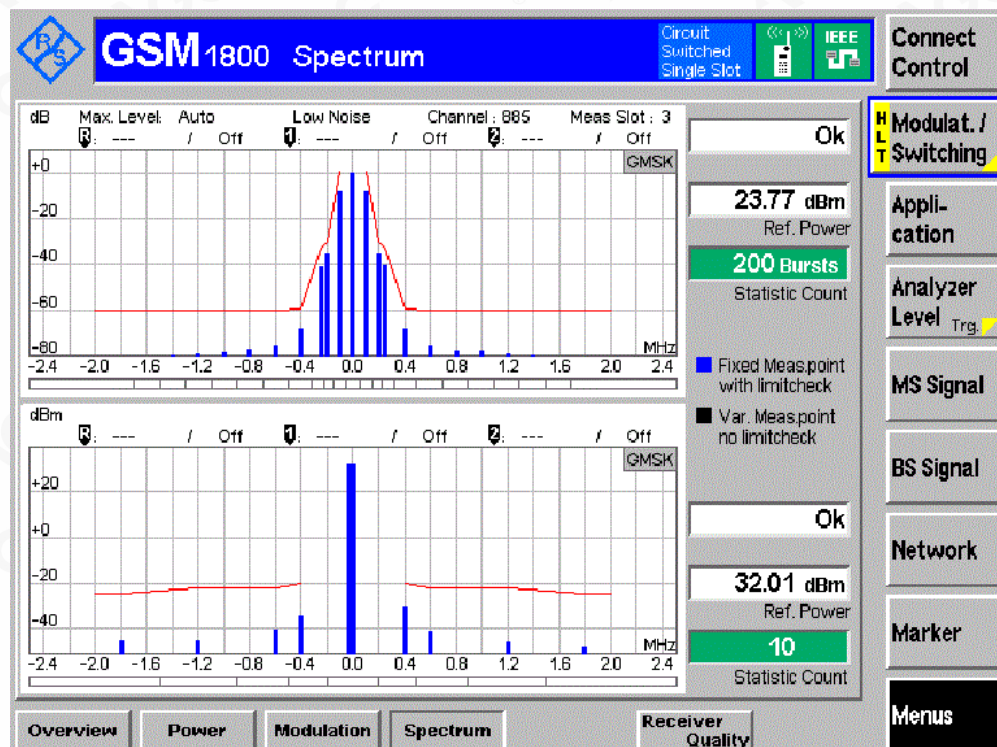 R/S
GSM 1800 Spectrum
Circuit
Switched
Single Slot
IEEE
Connect
Control
dB Max. Level: Auto Low Noise Channel : 885 Meas Slot : 3
R: --- / Off 1: --- / Off 2: --- / Off
GMSK
+0
-20
-40
-60
-80
MHz
-2.4 -2.0 -1.6 -1.2 -0.8 -0.4 0.0 0.4 0.8 1.2 1.6 2.0 2.4
Ok
23.77 dBm
Ref. Power
200 Bursts
Statistic Count
Fixed Meas.point
with limitcheck
Var. Meas.point
no limitcheck
dBm
R: --- / Off 1: --- / Off 2: --- / Off
GMSK
+20
+0
-20
-40
MHz
-2.4 -2.0 -1.6 -1.2 -0.8 -0.4 0.0 0.4 0.8 1.2 1.6 2.0 2.4
Ok
32.01 dBm
Ref. Power
10
Statistic Count
HLT
Modulat. /
Switching
Appli-
cation
Analyzer
Level Trg.
MS Signal
BS Signal
Network
Marker
Menus
Overview
Power
Modulation
Spectrum
Receiver
Quality